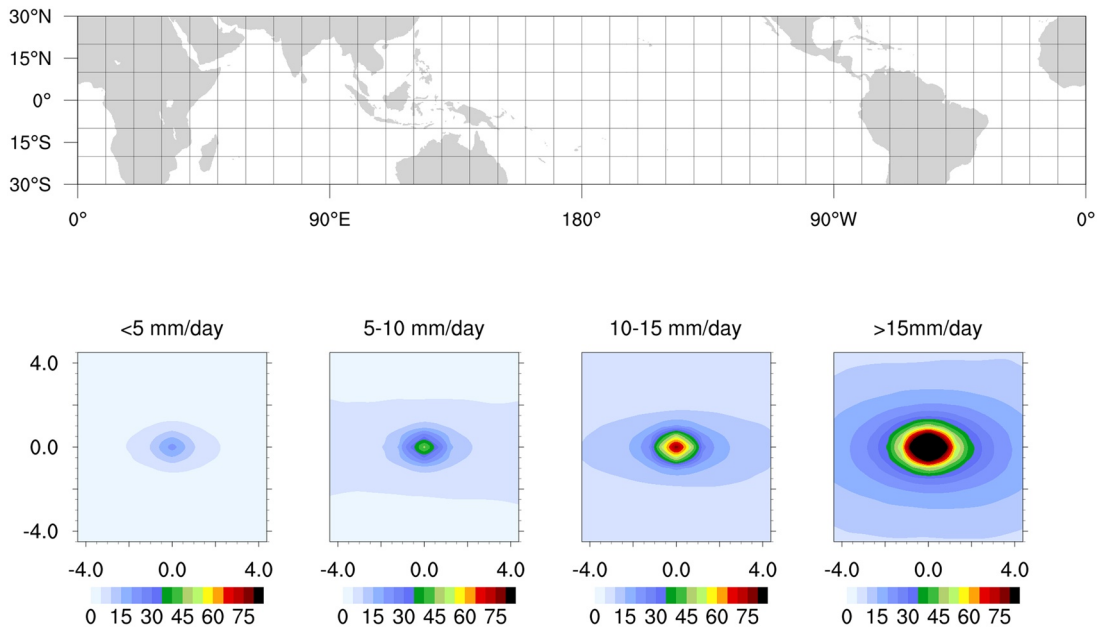 30°N
15°N
0°
15°S
30°S
0° 90°E 180° 90°W 0°
<5 mm/day 5-10 mm/day 10-15 mm/day >15mm/day
4.0
0.0
-4.0
-4.0 0.0 4.0 -4.0 0.0 4.0 -4.0 0.0 4.0 -4.0 0.0 4.0
0 15 30 45 60 75 0 15 30 45 60 75 0 15 30 45 60 75 0 15 30 45 60 75